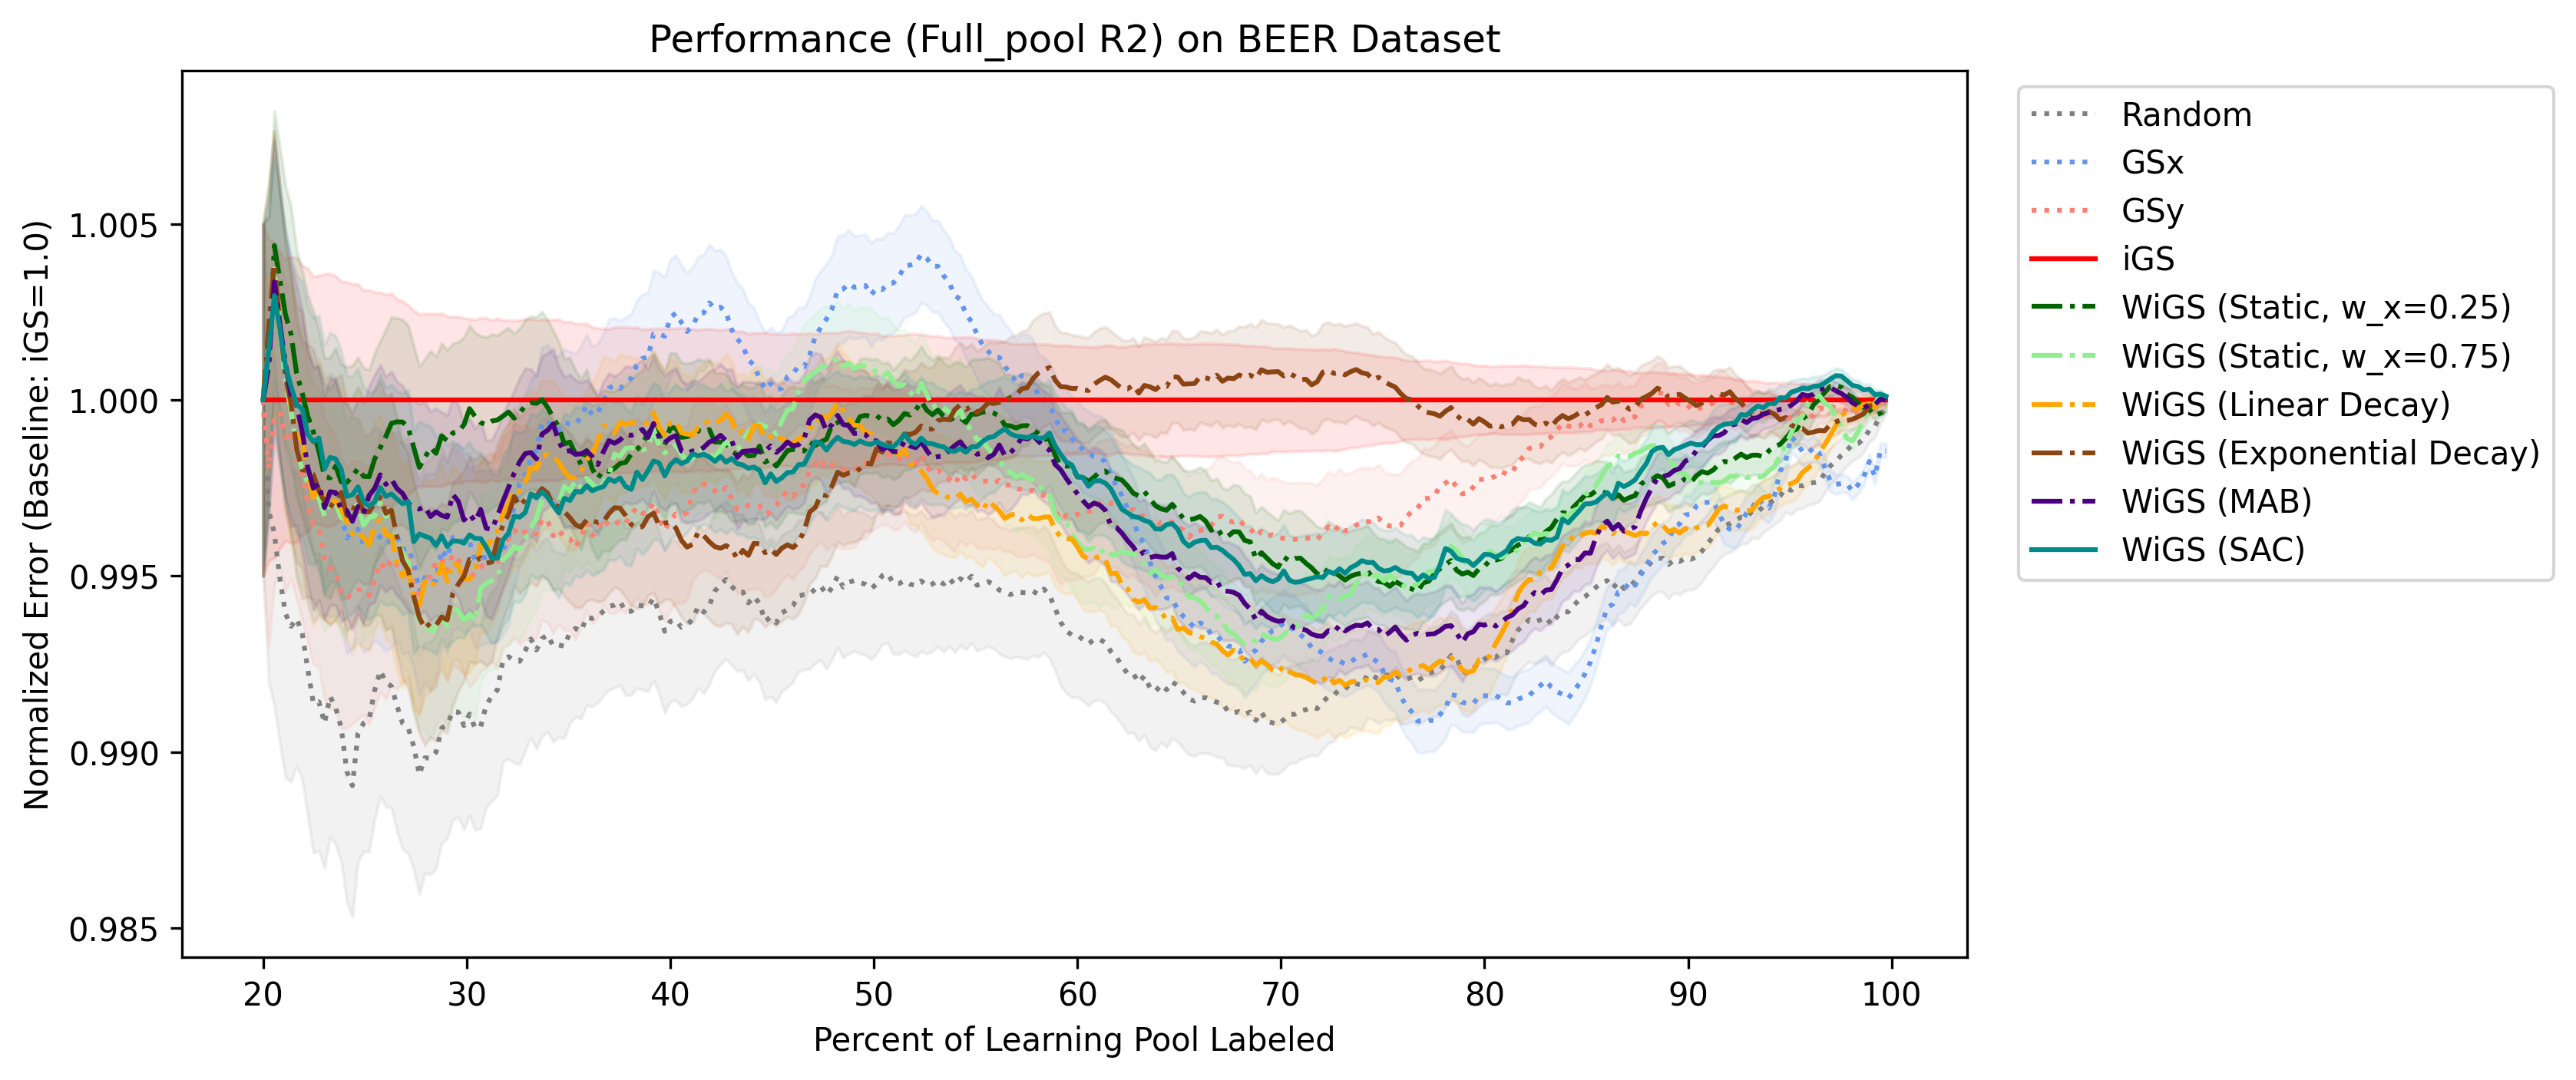 Performance (Full_pool R2) on BEER Dataset
Normalized Error (Baseline: iGS=1.0)
1.005
1.000
0.995
0.990
0.985
20 30 40 50 60 70 80 90 100
Percent of Learning Pool Labeled
Random
GSx
GSy
iGS
WiGS (Static, w_x=0.25)
WiGS (Static, w_x=0.75)
WiGS (Linear Decay)
WiGS (Exponential Decay)
WiGS (MAB)
WiGS (SAC)